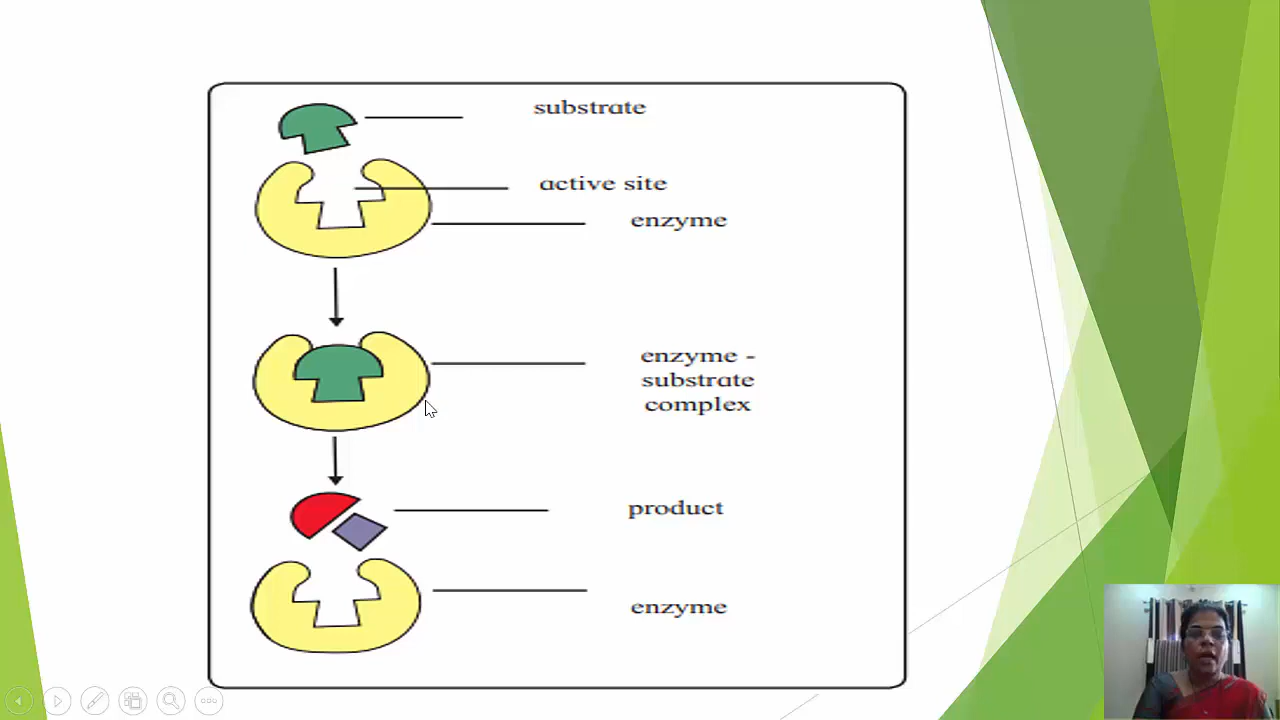 substrate
active site
enzyme
enzyme -
substrate
complex
product
enzyme